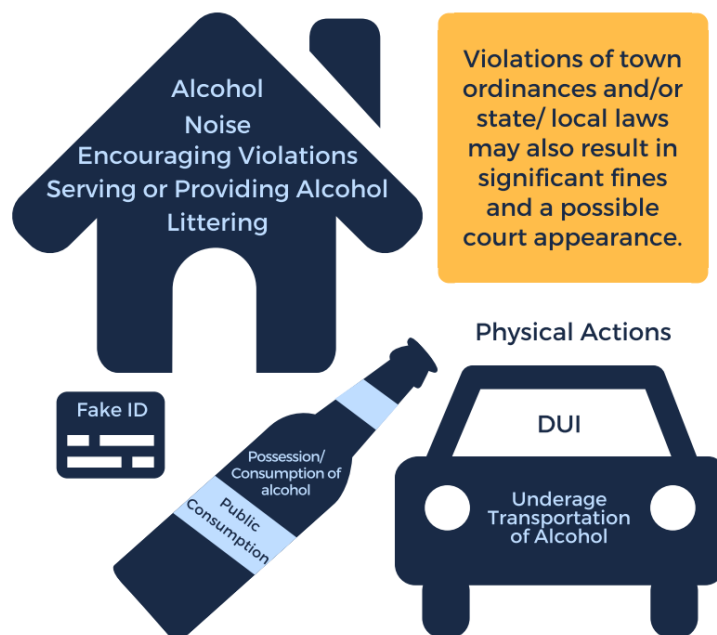 Alcohol
Noise
Encouraging Violations
Serving or Providing Alcohol
Littering
Violations of town
ordinances and/or
state/ local laws
may also result in
significant fines
and a possible
court appearance.
Fake ID
Possession/
Consumption of
alcohol
Public
Consumption
Physical Actions
DUI
Underage
Transportation
of Alcohol